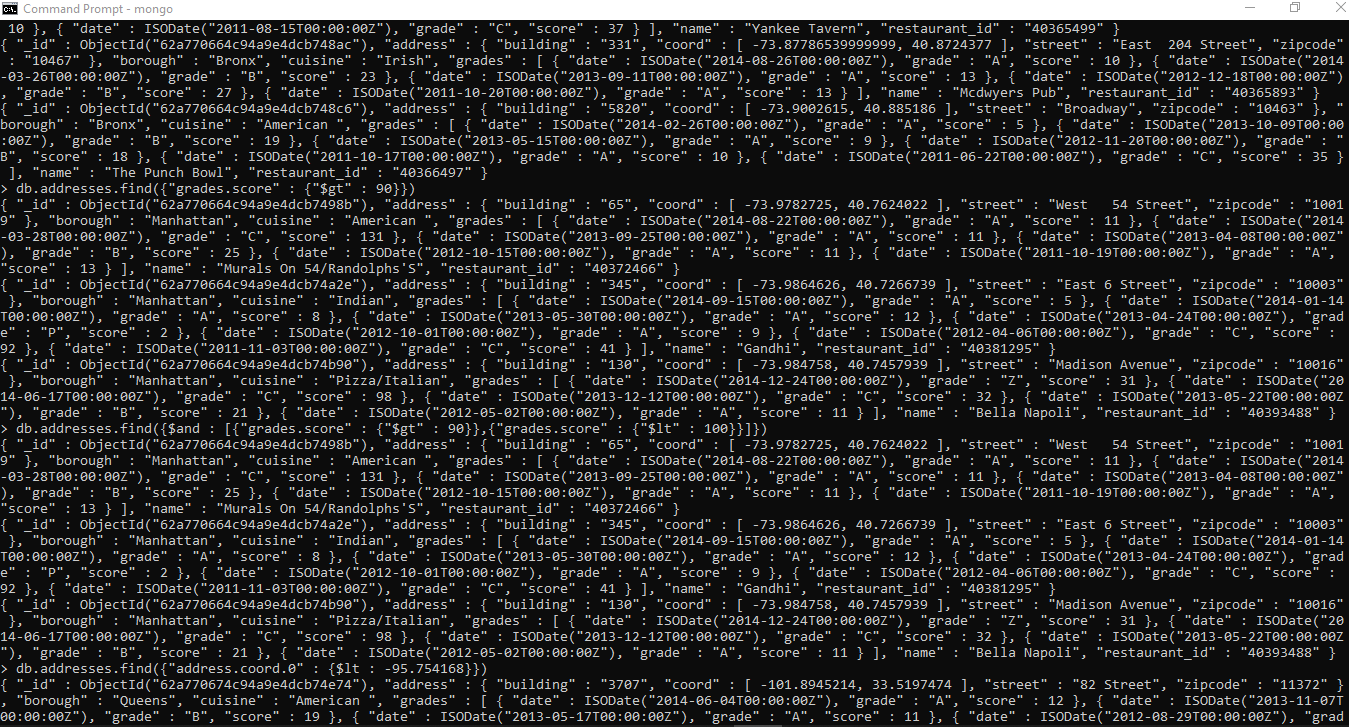 Command Prompt - mongo
 10 }, { "date" : ISODate("2011-08-15T00:00:00Z"), "grade" : "C", "score" : 37 } ], "name" : "Yankee Tavern", "restaurant_id" : "40365499" }
{ "_id" : ObjectId("62a770664c94a9e4dcb748ac"), "address" : { "building" : "331", "coord" : [ -73.87786539999999, 40.8724377 ], "street" : "East  204 Street", "zipcode"
 : "10467" }, "borough" : "Bronx", "cuisine" : "Irish", "grades" : [ { "date" : ISODate("2014-08-26T00:00:00Z"), "grade" : "A", "score" : 10 }, { "date" : ISODate("2014
-03-26T00:00:00Z"), "grade" : "B", "score" : 23 }, { "date" : ISODate("2013-09-11T00:00:00Z"), "grade" : "A", "score" : 13 }, { "date" : ISODate("2012-12-18T00:00:00Z")
, "grade" : "B", "score" : 27 }, { "date" : ISODate("2011-10-20T00:00:00Z"), "grade" : "A", "score" : 13 } ], "name" : "Mcdwyers Pub", "restaurant_id" : "40365893" }
{ "_id" : ObjectId("62a770664c94a9e4dcb748c6"), "address" : { "building" : "5820", "coord" : [ -73.9002615, 40.885186 ], "street" : "Broadway", "zipcode" : "10463" }, "
borough" : "Bronx", "cuisine" : "American ", "grades" : [ { "date" : ISODate("2014-02-26T00:00:00Z"), "grade" : "A", "score" : 5 }, { "date" : ISODate("2013-10-09T00:00
:00Z"), "grade" : "B", "score" : 19 }, { "date" : ISODate("2013-05-15T00:00:00Z"), "grade" : "A", "score" : 9 }, { "date" : ISODate("2012-11-20T00:00:00Z"), "grade" : "
B", "score" : 18 }, { "date" : ISODate("2011-10-17T00:00:00Z"), "grade" : "A", "score" : 10 }, { "date" : ISODate("2011-06-22T00:00:00Z"), "grade" : "C", "score" : 35 }
 ], "name" : "The Punch Bowl", "restaurant_id" : "40366497" }
> db.addresses.find({"grades.score" : {"$gt" : 90}})
{ "_id" : ObjectId("62a770664c94a9e4dcb7498b"), "address" : { "building" : "65", "coord" : [ -73.9782725, 40.7624022 ], "street" : "West   54 Street", "zipcode" : "1001
9" }, "borough" : "Manhattan", "cuisine" : "American ", "grades" : [ { "date" : ISODate("2014-08-22T00:00:00Z"), "grade" : "A", "score" : 11 }, { "date" : ISODate("2014
-03-28T00:00:00Z"), "grade" : "C", "score" : 131 }, { "date" : ISODate("2013-09-25T00:00:00Z"), "grade" : "A", "score" : 11 }, { "date" : ISODate("2013-04-08T00:00:00Z"
), "grade" : "B", "score" : 25 }, { "date" : ISODate("2012-10-15T00:00:00Z"), "grade" : "A", "score" : 11 }, { "date" : ISODate("2011-10-19T00:00:00Z"), "grade" : "A",
"score" : 13 } ], "name" : "Murals On 54/Randolphs'S", "restaurant_id" : "40372466" }
{ "_id" : ObjectId("62a770664c94a9e4dcb74a2e"), "address" : { "building" : "345", "coord" : [ -73.9864626, 40.7266739 ], "street" : "East 6 Street", "zipcode" : "10003"
 }, "borough" : "Manhattan", "cuisine" : "Indian", "grades" : [ { "date" : ISODate("2014-09-15T00:00:00Z"), "grade" : "A", "score" : 5 }, { "date" : ISODate("2014-01-14
T00:00:00Z"), "grade" : "A", "score" : 8 }, { "date" : ISODate("2013-05-30T00:00:00Z"), "grade" : "A", "score" : 12 }, { "date" : ISODate("2013-04-24T00:00:00Z"), "grad
e" : "P", "score" : 2 }, { "date" : ISODate("2012-10-01T00:00:00Z"), "grade" : "A", "score" : 9 }, { "date" : ISODate("2012-04-06T00:00:00Z"), "grade" : "C", "score" :
92 }, { "date" : ISODate("2011-11-03T00:00:00Z"), "grade" : "C", "score" : 41 } ], "name" : "Gandhi", "restaurant_id" : "40381295" }
{ "_id" : ObjectId("62a770664c94a9e4dcb74b90"), "address" : { "building" : "130", "coord" : [ -73.984758, 40.7457939 ], "street" : "Madison Avenue", "zipcode" : "10016"
 }, "borough" : "Manhattan", "cuisine" : "Pizza/Italian", "grades" : [ { "date" : ISODate("2014-12-24T00:00:00Z"), "grade" : "Z", "score" : 31 }, { "date" : ISODate("20
14-06-17T00:00:00Z"), "grade" : "C", "score" : 98 }, { "date" : ISODate("2013-12-12T00:00:00Z"), "grade" : "C", "score" : 32 }, { "date" : ISODate("2013-05-22T00:00:00Z
"), "grade" : "B", "score" : 21 }, { "date" : ISODate("2012-05-02T00:00:00Z"), "grade" : "A", "score" : 11 } ], "name" : "Bella Napoli", "restaurant_id" : "40393488" }
> db.addresses.find({$and : [{"grades.score" : {"$gt" : 90}},{"grades.score" : {"$lt" : 100}}]})
{ "_id" : ObjectId("62a770664c94a9e4dcb7498b"), "address" : { "building" : "65", "coord" : [ -73.9782725, 40.7624022 ], "street" : "West   54 Street", "zipcode" : "1001
9" }, "borough" : "Manhattan", "cuisine" : "American ", "grades" : [ { "date" : ISODate("2014-08-22T00:00:00Z"), "grade" : "A", "score" : 11 }, { "date" : ISODate("2014
-03-28T00:00:00Z"), "grade" : "C", "score" : 131 }, { "date" : ISODate("2013-09-25T00:00:00Z"), "grade" : "A", "score" : 11 }, { "date" : ISODate("2013-04-08T00:00:00Z"
), "grade" : "B", "score" : 25 }, { "date" : ISODate("2012-10-15T00:00:00Z"), "grade" : "A", "score" : 11 }, { "date" : ISODate("2011-10-19T00:00:00Z"), "grade" : "A",
"score" : 13 } ], "name" : "Murals On 54/Randolphs'S", "restaurant_id" : "40372466" }
{ "_id" : ObjectId("62a770664c94a9e4dcb74a2e"), "address" : { "building" : "345", "coord" : [ -73.9864626, 40.7266739 ], "street" : "East 6 Street", "zipcode" : "10003"
 }, "borough" : "Manhattan", "cuisine" : "Indian", "grades" : [ { "date" : ISODate("2014-09-15T00:00:00Z"), "grade" : "A", "score" : 5 }, { "date" : ISODate("2014-01-14
T00:00:00Z"), "grade" : "A", "score" : 8 }, { "date" : ISODate("2013-05-30T00:00:00Z"), "grade" : "A", "score" : 12 }, { "date" : ISODate("2013-04-24T00:00:00Z"), "grad
e" : "P", "score" : 2 }, { "date" : ISODate("2012-10-01T00:00:00Z"), "grade" : "A", "score" : 9 }, { "date" : ISODate("2012-04-06T00:00:00Z"), "grade" : "C", "score" :
92 }, { "date" : ISODate("2011-11-03T00:00:00Z"), "grade" : "C", "score" : 41 } ], "name" : "Gandhi", "restaurant_id" : "40381295" }
{ "_id" : ObjectId("62a770664c94a9e4dcb74b90"), "address" : { "building" : "130", "coord" : [ -73.984758, 40.7457939 ], "street" : "Madison Avenue", "zipcode" : "10016"
 }, "borough" : "Manhattan", "cuisine" : "Pizza/Italian", "grades" : [ { "date" : ISODate("2014-12-24T00:00:00Z"), "grade" : "Z", "score" : 31 }, { "date" : ISODate("20
14-06-17T00:00:00Z"), "grade" : "C", "score" : 98 }, { "date" : ISODate("2013-12-12T00:00:00Z"), "grade" : "C", "score" : 32 }, { "date" : ISODate("2013-05-22T00:00:00Z
"), "grade" : "B", "score" : 21 }, { "date" : ISODate("2012-05-02T00:00:00Z"), "grade" : "A", "score" : 11 } ], "name" : "Bella Napoli", "restaurant_id" : "40393488" }
> db.addresses.find({"address.coord.0" : {$lt : -95.754168}})
{ "_id" : ObjectId("62a770674c94a9e4dcb74e74"), "address" : { "building" : "3707", "coord" : [ -101.8945214, 33.5197474 ], "street" : "82 Street", "zipcode" : "11372" }
, "borough" : "Queens", "cuisine" : "American ", "grades" : [ { "date" : ISODate("2014-06-04T00:00:00Z"), "grade" : "A", "score" : 12 }, { "date" : ISODate("2013-11-07T
00:00:00Z"), "grade" : "B", "score" : 19 }, { "date" : ISODate("2013-05-17T00:00:00Z"), "grade" : "A", "score" : 11 }, { "date" : ISODate("2012-08-29T00:00:00Z"), "grad